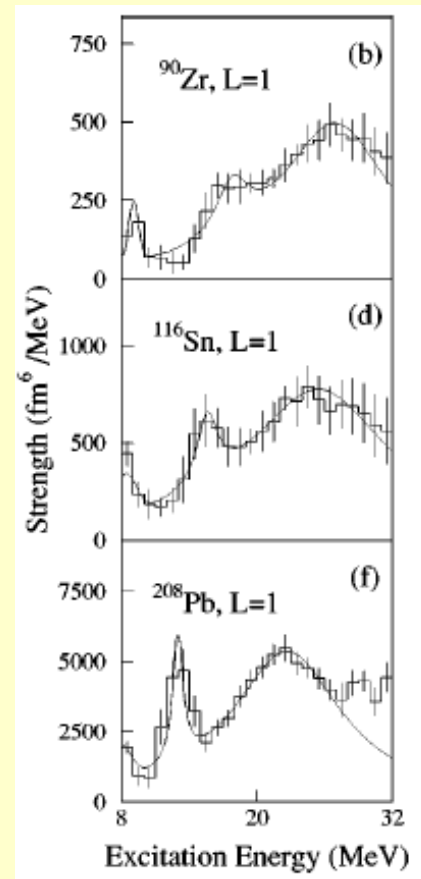 750
(b)
⁹⁰Zr, L=1
500
250
0
(d)
¹¹⁶Sn, L=1
1000
500
0
(f)
²⁰⁸Pb, L=1
7500
5000
2500
0
8 20 32
Strength (fm⁶/MeV)
Excitation Energy (MeV)